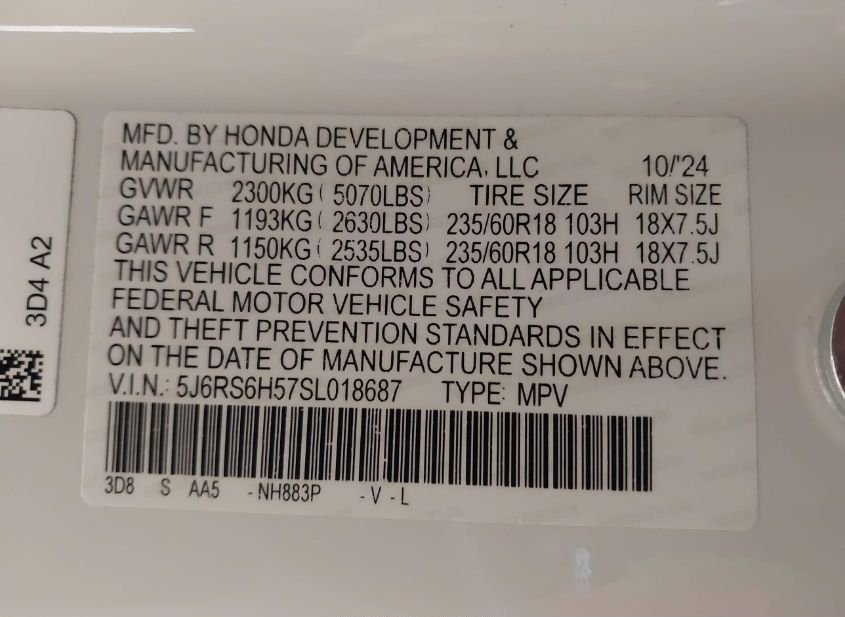 MFD. BY HONDA DEVELOPMENT &
MANUFACTURING OF AMERICA, LLC 10/'24
GVWR 2300KG ( 5070LBS) TIRE SIZE RIM SIZE
GAWR F 1193KG ( 2630LBS) 235/60R18 103H 18X7.5J
GAWR R 1150KG ( 2535LBS) 235/60R18 103H 18X7.5J
THIS VEHICLE CONFORMS TO ALL APPLICABLE
FEDERAL MOTOR VEHICLE SAFETY
AND THEFT PREVENTION STANDARDS IN EFFECT
ON THE DATE OF MANUFACTURE SHOWN ABOVE.
V.I.N.: 5J6RS6H57SL018687 TYPE: MPV
3D8 S AA5 -NH883P -V -L
3D4 A2